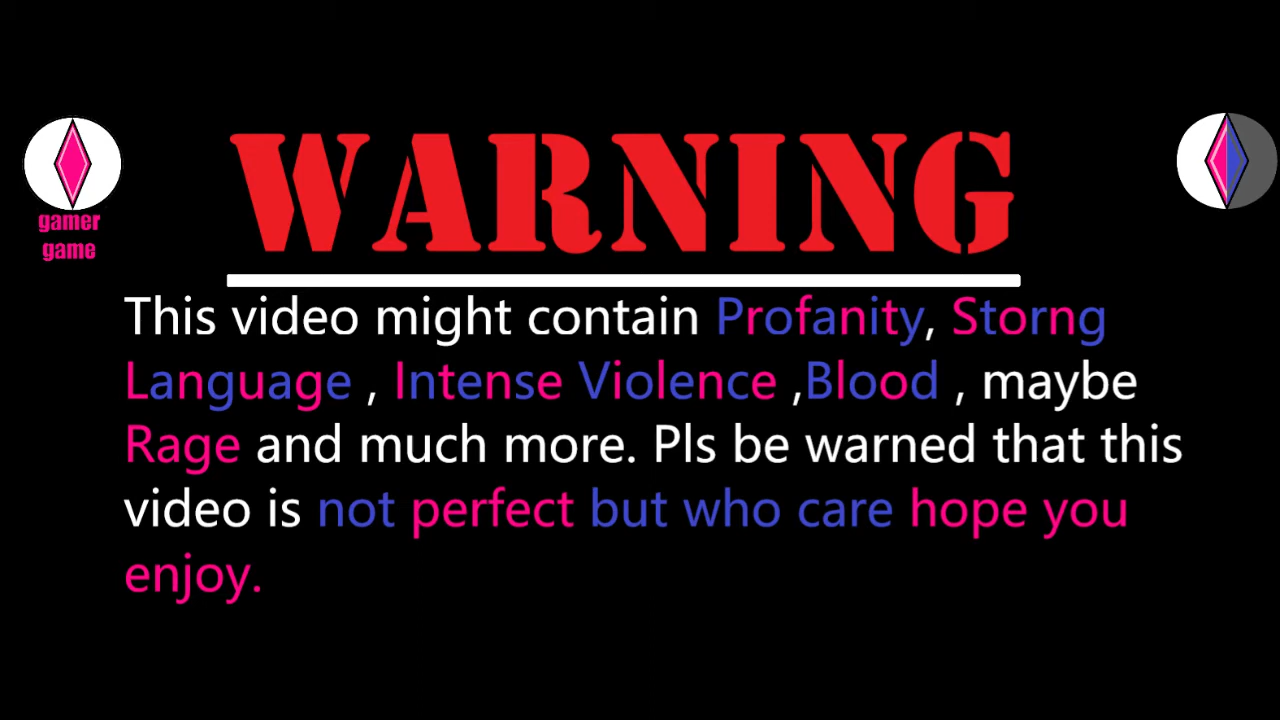 WARNING
gamer
game
This video might contain Profanity, Storng
Language , Intense Violence ,Blood , maybe
Rage and much more. Pls be warned that this
video is not perfect but who care hope you
enjoy.